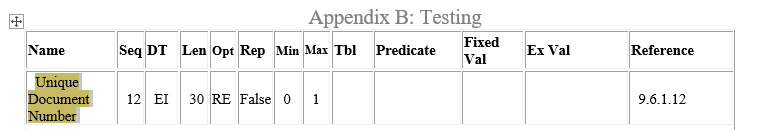 Appendix B: Testing
Name Seq DT Len Opt Rep Min Max Tbl Predicate Fixed Val Ex Val Reference
Unique Document Number 12 EI 30 RE False 0 1 9.6.1.12